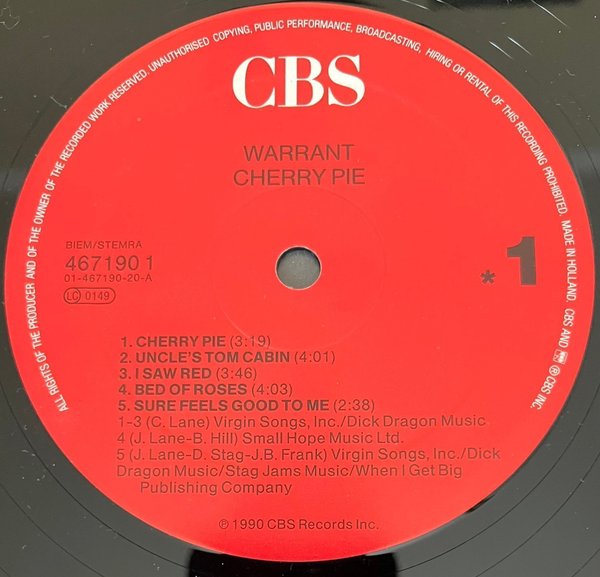 ALL RIGHTS OF THE PRODUCER AND OF THE OWNER OF THE RECORDED WORK RESERVED. UNAUTHORISED COPYING, PUBLIC PERFORMANCE, BROADCASTING, HIRING OR RENTAL OF THIS RECORDING PROHIBITED. MADE IN HOLLAND. CBS AND ℗ CBS INC.
CBS
WARRANT
CHERRY PIE
BIEM/STEMRA
467190 1
01-467190-20-A
LC 0149
*1
1. CHERRY PIE (3:19)
2. UNCLE'S TOM CABIN (4:01)
3. I SAW RED (3:46)
4. BED OF ROSES (4:03)
5. SURE FEELS GOOD TO ME (2:38)
1-3 (C. Lane) Virgin Songs, Inc./Dick Dragon Music
4 (J. Lane-B. Hill) Small Hope Music Ltd.
5 (J. Lane-D. Stag-J.B. Frank) Virgin Songs, Inc./Dick
Dragon Music/Stag Jams Music/When I Get Big
Publishing Company
℗ 1990 CBS Records Inc.